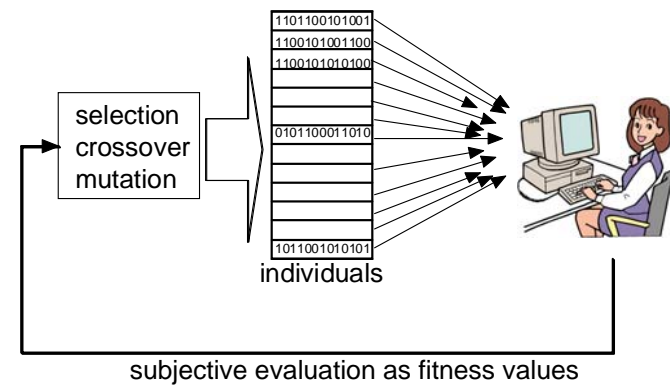 1101100101001
1100101001100
1100101010100
selection
crossover
mutation
0101100011010
1011001010101
individuals
subjective evaluation as fitness values